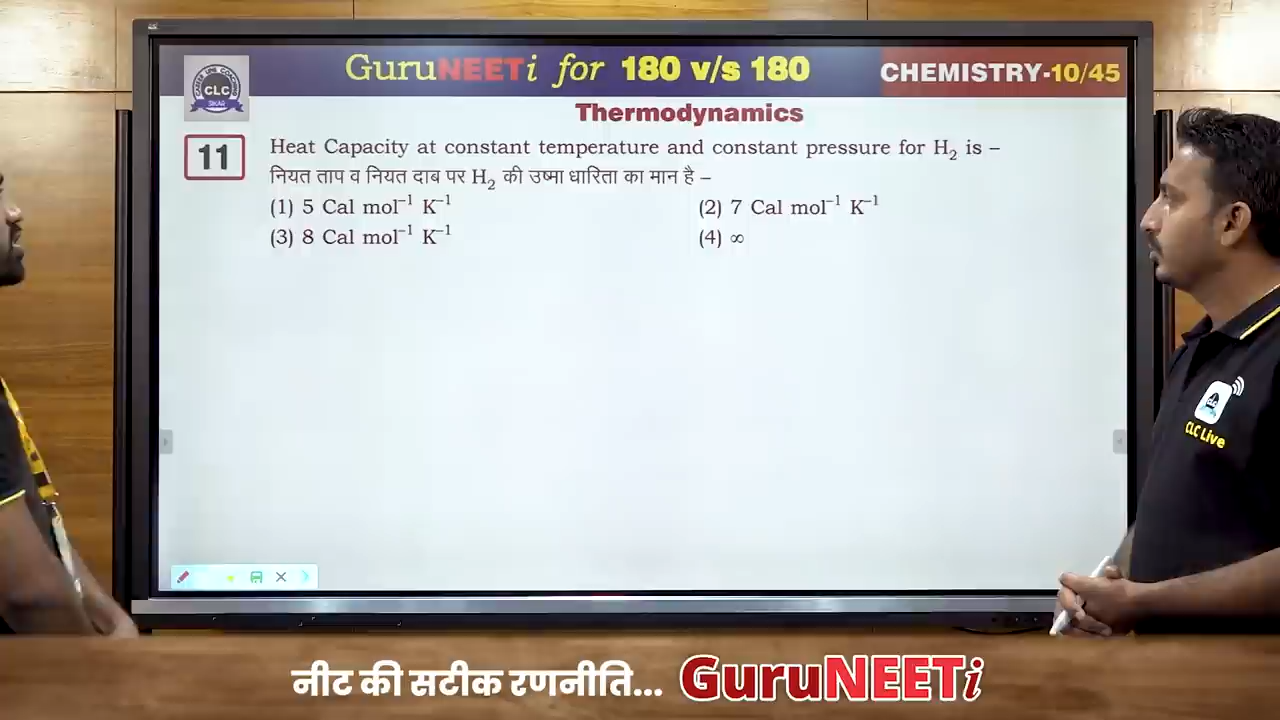 GuruNEETi for 180 v/s 180
CHEMISTRY-10/45
CLC
SIKAR
Thermodynamics
11
Heat Capacity at constant temperature and constant pressure for H₂ is –
नियत ताप व नियत दाब पर H₂ की उष्मा धारिता का मान है –
(1) 5 Cal mol⁻¹ K⁻¹
(2) 7 Cal mol⁻¹ K⁻¹
(3) 8 Cal mol⁻¹ K⁻¹
(4) ∞
CLC Live
नीट की सटीक रणनीति... GuruNEETi